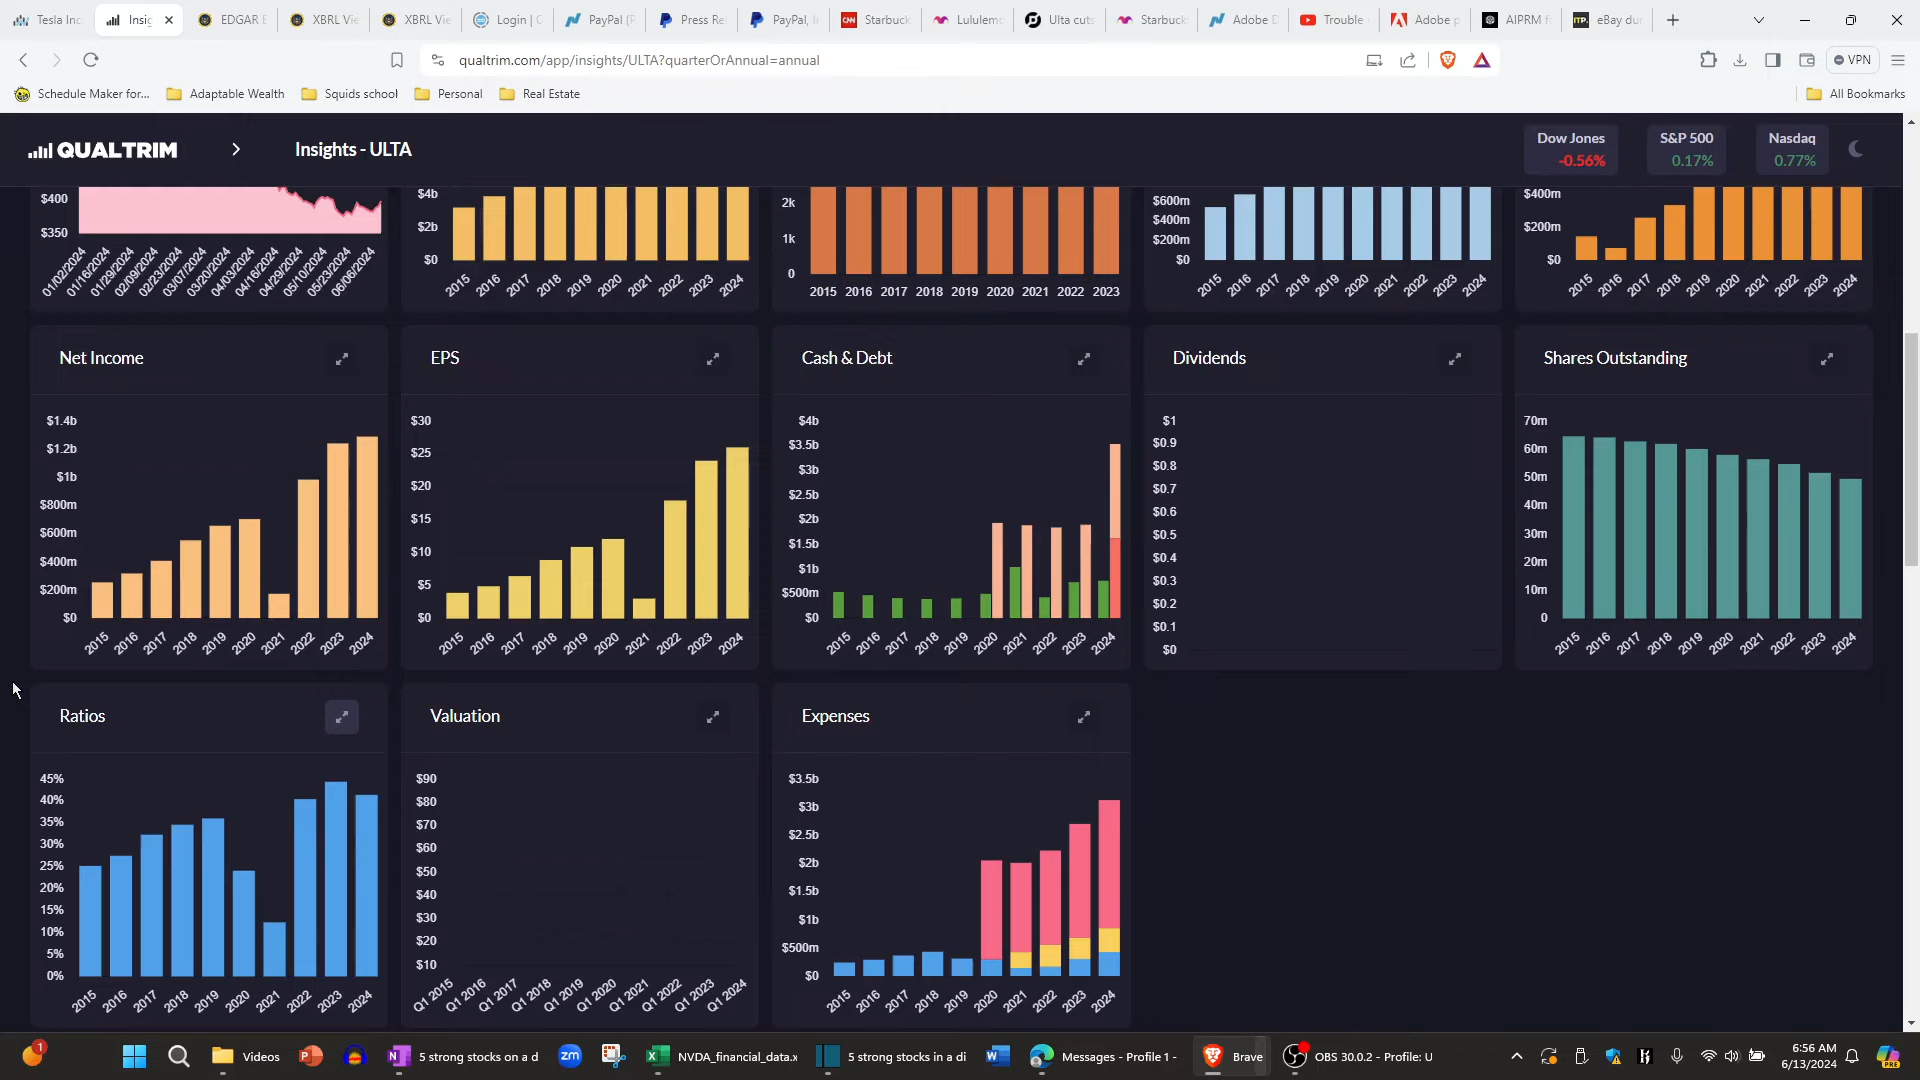 Tesla Inc
Insig
EDGAR E
XBRL Vie
XBRL Vie
Login | C
PayPal (P
Press Rel
PayPal, I
Starbuck
Lululemo
Ulta cuts
Starbuck
Adobe D
Trouble
Adobe p
AIPRM f
eBay du
qualtrim.com/app/insights/ULTA?quarterOrAnnual=annual
VPN
Schedule Maker for...
Adaptable Wealth
Squids school
Personal
Real Estate
All Bookmarks
QUALTRIM
Insights - ULTA
Dow Jones
-0.56%
S&P 500
0.17%
Nasdaq
0.77%
$400
$350
01/02/2024
01/16/2024
01/29/2024
02/09/2024
02/23/2024
03/07/2024
03/20/2024
04/03/2024
04/16/2024
04/29/2024
05/10/2024
05/23/2024
06/06/2024
$4b
$2b
$0
2015 2016 2017 2018 2019 2020 2021 2022 2023 2024
2k
1k
0
2015 2016 2017 2018 2019 2020 2021 2022 2023
$600m
$400m
$200m
$0
2015 2016 2017 2018 2019 2020 2021 2022 2023 2024
$400m
$200m
$0
2015 2016 2017 2018 2019 2020 2021 2022 2023 2024
Net Income
$1.4b
$1.2b
$1b
$800m
$600m
$400m
$200m
$0
2015 2016 2017 2018 2019 2020 2021 2022 2023 2024
EPS
$30
$25
$20
$15
$10
$5
$0
2015 2016 2017 2018 2019 2020 2021 2022 2023 2024
Cash & Debt
$4b
$3.5b
$3b
$2.5b
$2b
$1.5b
$1b
$500m
$0
2015 2016 2017 2018 2019 2020 2021 2022 2023 2024
Dividends
$1
$0.9
$0.8
$0.7
$0.6
$0.5
$0.4
$0.3
$0.2
$0.1
$0
Shares Outstanding
70m
60m
50m
40m
30m
20m
10m
0
2015 2016 2017 2018 2019 2020 2021 2022 2023 2024
Ratios
45%
40%
35%
30%
25%
20%
15%
10%
5%
0%
2015 2016 2017 2018 2019 2020 2021 2022 2023 2024
Valuation
$90
$80
$70
$60
$50
$40
$30
$20
$10
Q1 2015 Q1 2016 Q1 2017 Q1 2018 Q1 2019 Q1 2020 Q1 2021 Q1 2022 Q1 2023 Q1 2024
Expenses
$3.5b
$3b
$2.5b
$2b
$1.5b
$1b
$500m
$0
2015 2016 2017 2018 2019 2020 2021 2022 2023 2024
1
Videos
5 strong stocks on a d
zm
NVDA_financial_data.x
5 strong stocks in a di
Messages - Profile 1 -
Brave
OBS 30.0.2 - Profile: U
6:56 AM
6/13/2024
PRE